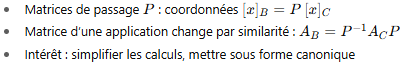 • Matrices de passage P : coordonnées [x]_B = P [x]_C
• Matrice d’une application change par similarité : A_B = P^{-1}A_C P
• Intérêt : simplifier les calculs, mettre sous forme canonique